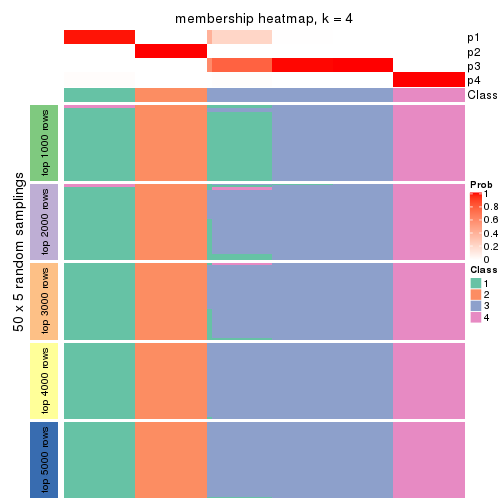 membership heatmap, k = 4
p1
p2
p3
p4
Class
50 x 5 random samplings
top 1000 rows
top 2000 rows
top 3000 rows
top 4000 rows
top 5000 rows
Prob
1
0.8
0.6
0.4
0.2
0
Class
1
2
3
4